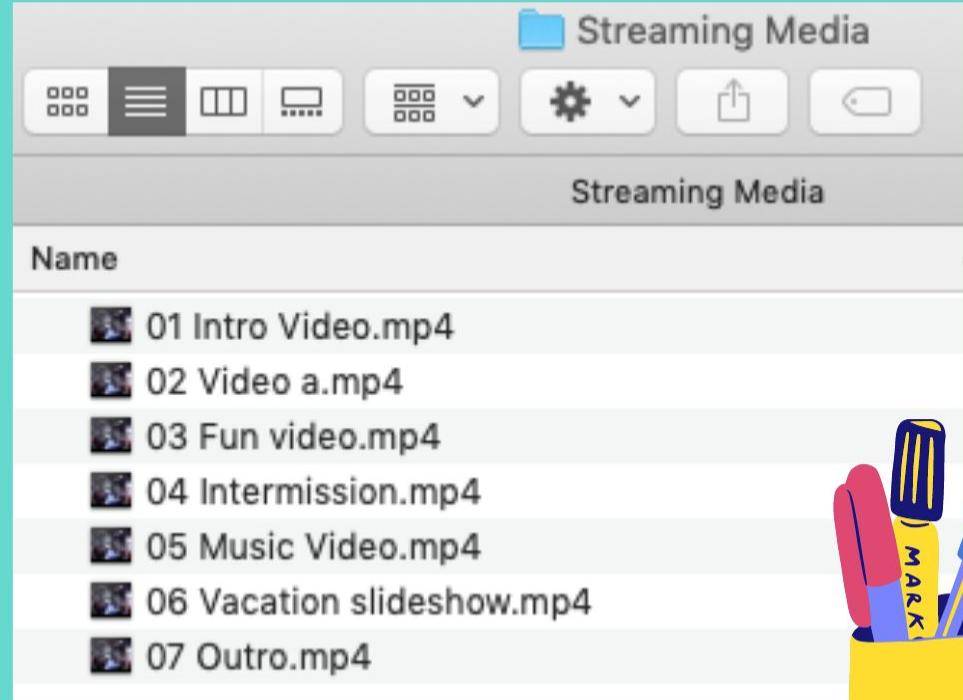 Streaming Media
Streaming Media
Name
01 Intro Video.mp4
02 Video a.mp4
03 Fun video.mp4
04 Intermission.mp4
05 Music Video.mp4
06 Vacation slideshow.mp4
07 Outro.mp4